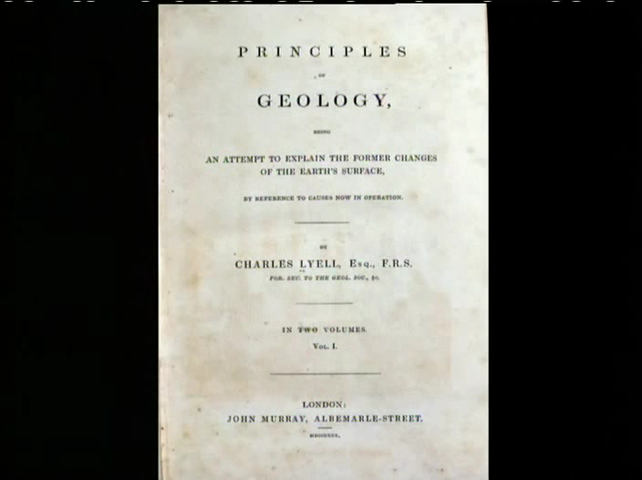 PRINCIPLES
OF
GEOLOGY,
BEING
AN ATTEMPT TO EXPLAIN THE FORMER CHANGES
OF THE EARTH'S SURFACE,
BY REFERENCE TO CAUSES NOW IN OPERATION.
BY
CHARLES LYELL, Esq., F.R.S.
FOR. SEC. TO THE GEOL. SOC., &c.
IN TWO VOLUMES.
Vol. I.
LONDON:
JOHN MURRAY, ALBEMARLE-STREET.
MDCCCXXX.